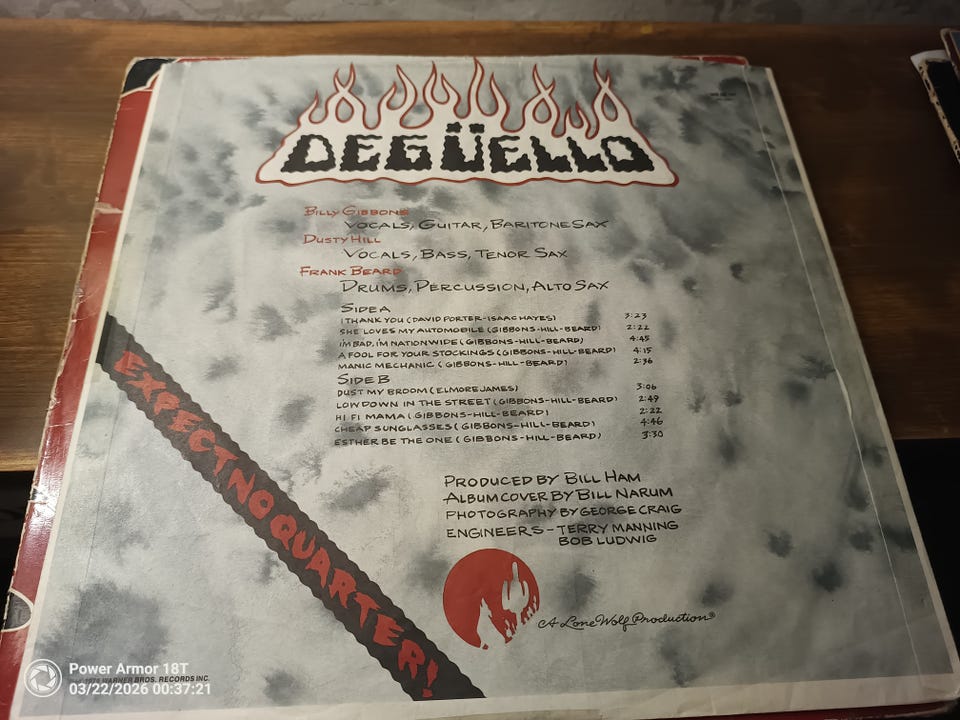 DEGÜELLO
BILLY GIBBONS
VOCALS, GUITAR, BARITONE SAX
DUSTY HILL
VOCALS, BASS, TENOR SAX
FRANK BEARD
DRUMS, PERCUSSION, ALTO SAX
SIDE A
I THANK YOU (DAVID PORTER-ISAAC HAYES) 3:23
SHE LOVES MY AUTOMOBILE (GIBBONS-HILL-BEARD) 2:22
I'M BAD, I'M NATIONWIDE (GIBBONS-HILL-BEARD) 4:45
A FOOL FOR YOUR STOCKINGS (GIBBONS-HILL-BEARD) 4:15
MANIC MECHANIC (GIBBONS-HILL-BEARD) 2:36
SIDE B
DUST MY BROOM (ELMORE JAMES) 3:06
LOWDOWN IN THE STREET (GIBBONS-HILL-BEARD) 2:49
HI FI MAMA (GIBBONS-HILL-BEARD) 2:22
CHEAP SUNGLASSES (GIBBONS-HILL-BEARD) 4:46
ESTHER BE THE ONE (GIBBONS-HILL-BEARD) 3:30
EXPECT NO QUARTER!
PRODUCED BY BILL HAM
ALBUM COVER BY BILL NARUM
PHOTOGRAPHY BY GEORGE CRAIG
ENGINEERS - TERRY MANNING
BOB LUDWIG
A Lone Wolf Production®
Power Armor 18T
WARNER BROS. RECORDS INC.
03/22/2026 00:37:21